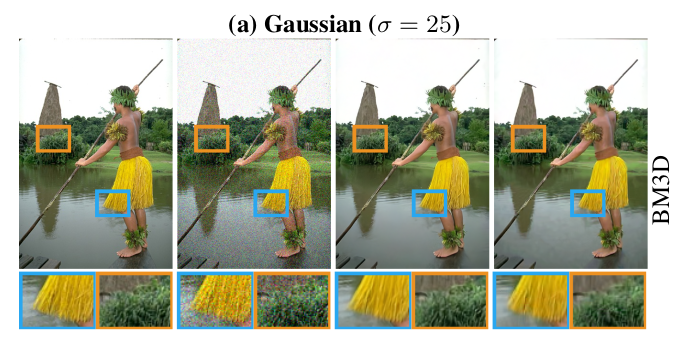 (a) Gaussian (σ = 25)
BM3D